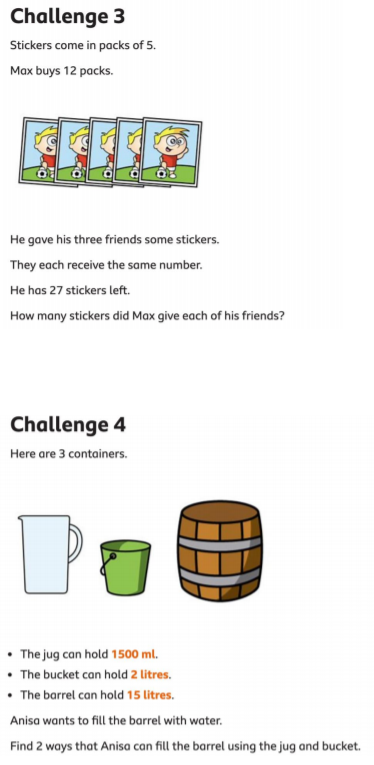 Challenge 3
Stickers come in packs of 5.
Max buys 12 packs.
He gave his three friends some stickers.
They each receive the same number.
He has 27 stickers left.
How many stickers did Max give each of his friends?
Challenge 4
Here are 3 containers.
• The jug can hold 1500 ml.
• The bucket can hold 2 litres.
• The barrel can hold 15 litres.
Anisa wants to fill the barrel with water.
Find 2 ways that Anisa can fill the barrel using the jug and bucket.